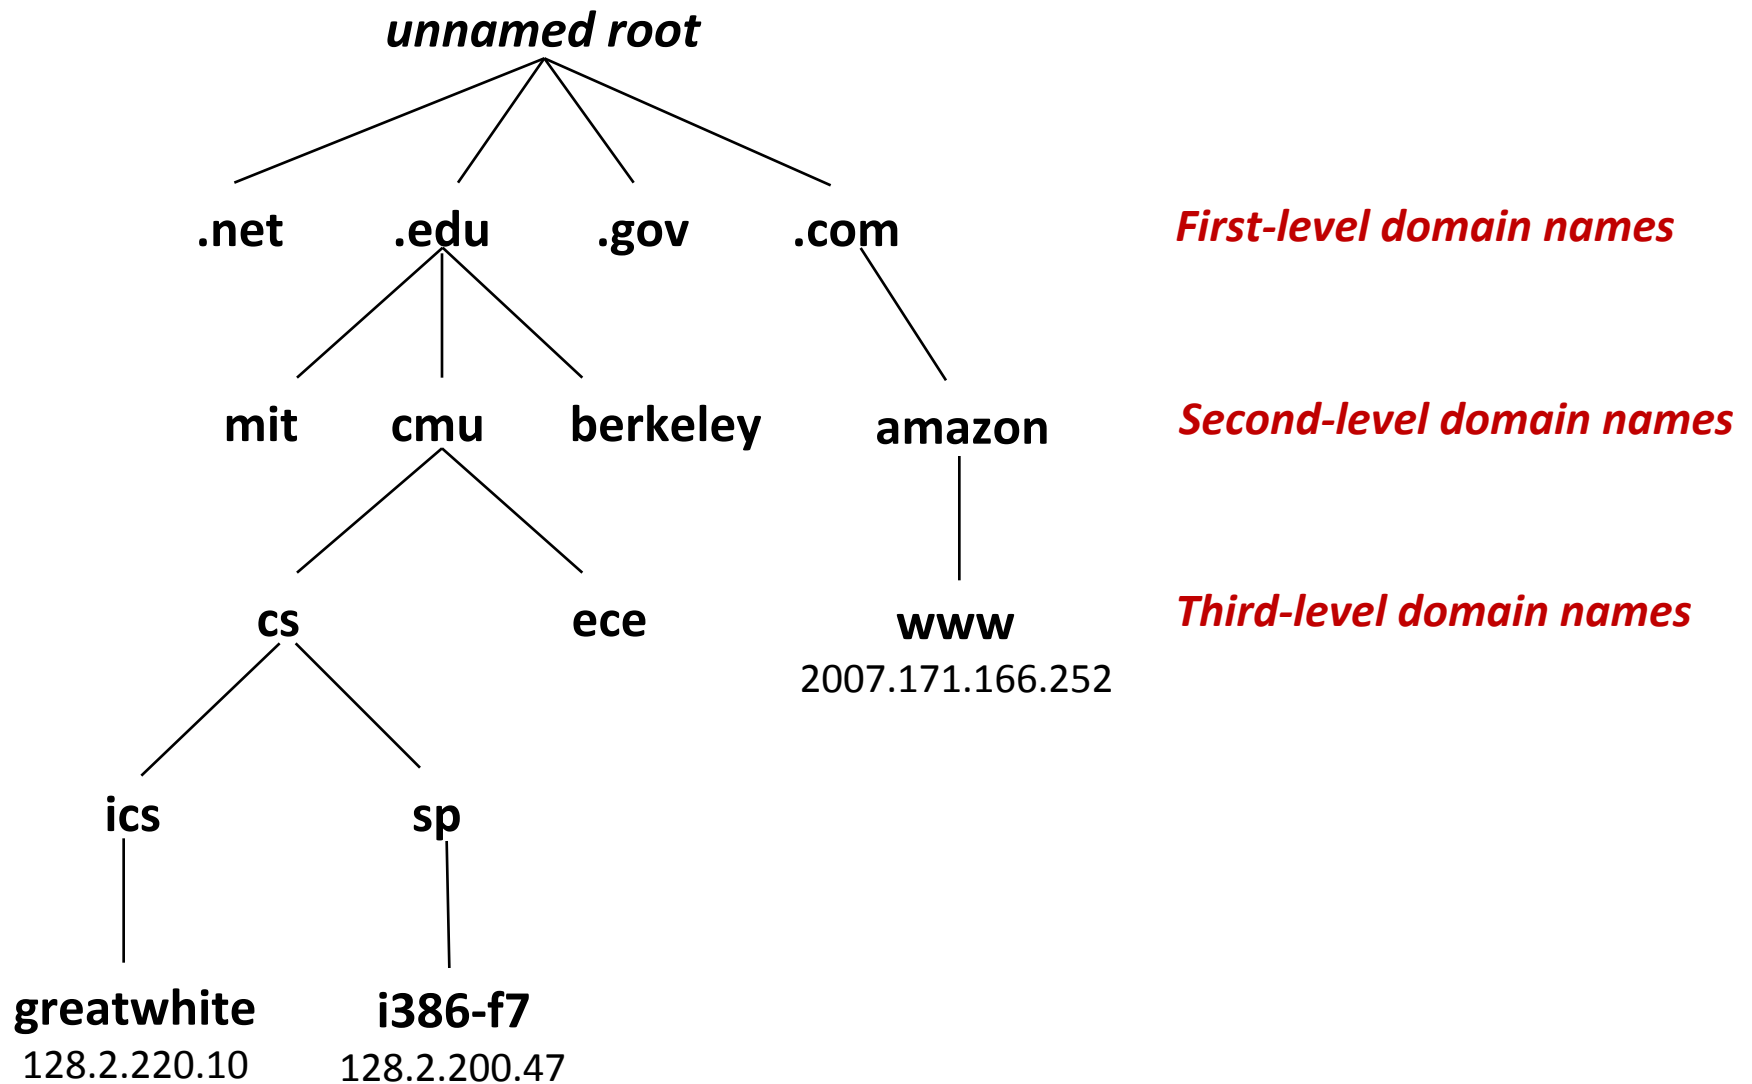 unnamed root
.net .edu .gov .com First-level domain names
mit cmu berkeley amazon Second-level domain names
cs ece www Third-level domain names
2007.171.166.252
ics sp
greatwhite i386-f7
128.2.220.10 128.2.200.47